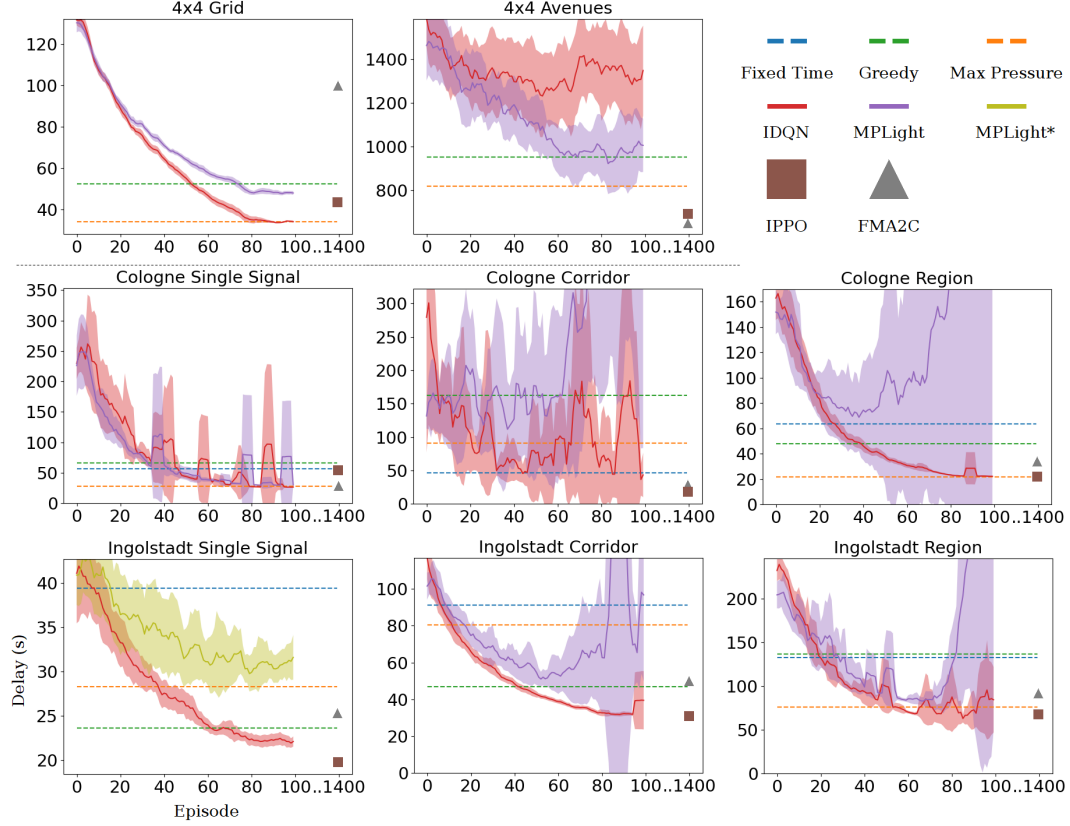 4x4 Grid
120
100
80
60
40
0 20 40 60 80 100..1400
4x4 Avenues
1400
1200
1000
800
0 20 40 60 80 100..1400
Fixed Time Greedy Max Pressure
IDQN MPLight MPLight*
IPPO FMA2C
Cologne Single Signal
350
300
250
200
150
100
50
0
0 20 40 60 80 100..1400
Cologne Corridor
300
250
200
150
100
50
0
0 20 40 60 80 100..1400
Cologne Region
160
140
120
100
80
60
40
20
0
0 20 40 60 80 100..1400
Ingolstadt Single Signal
Delay (s)
40
35
30
25
20
0 20 40 60 80 100..1400
Episode
Ingolstadt Corridor
100
80
60
40
20
0
0 20 40 60 80 100..1400
Ingolstadt Region
200
150
100
50
0
0 20 40 60 80 100..1400